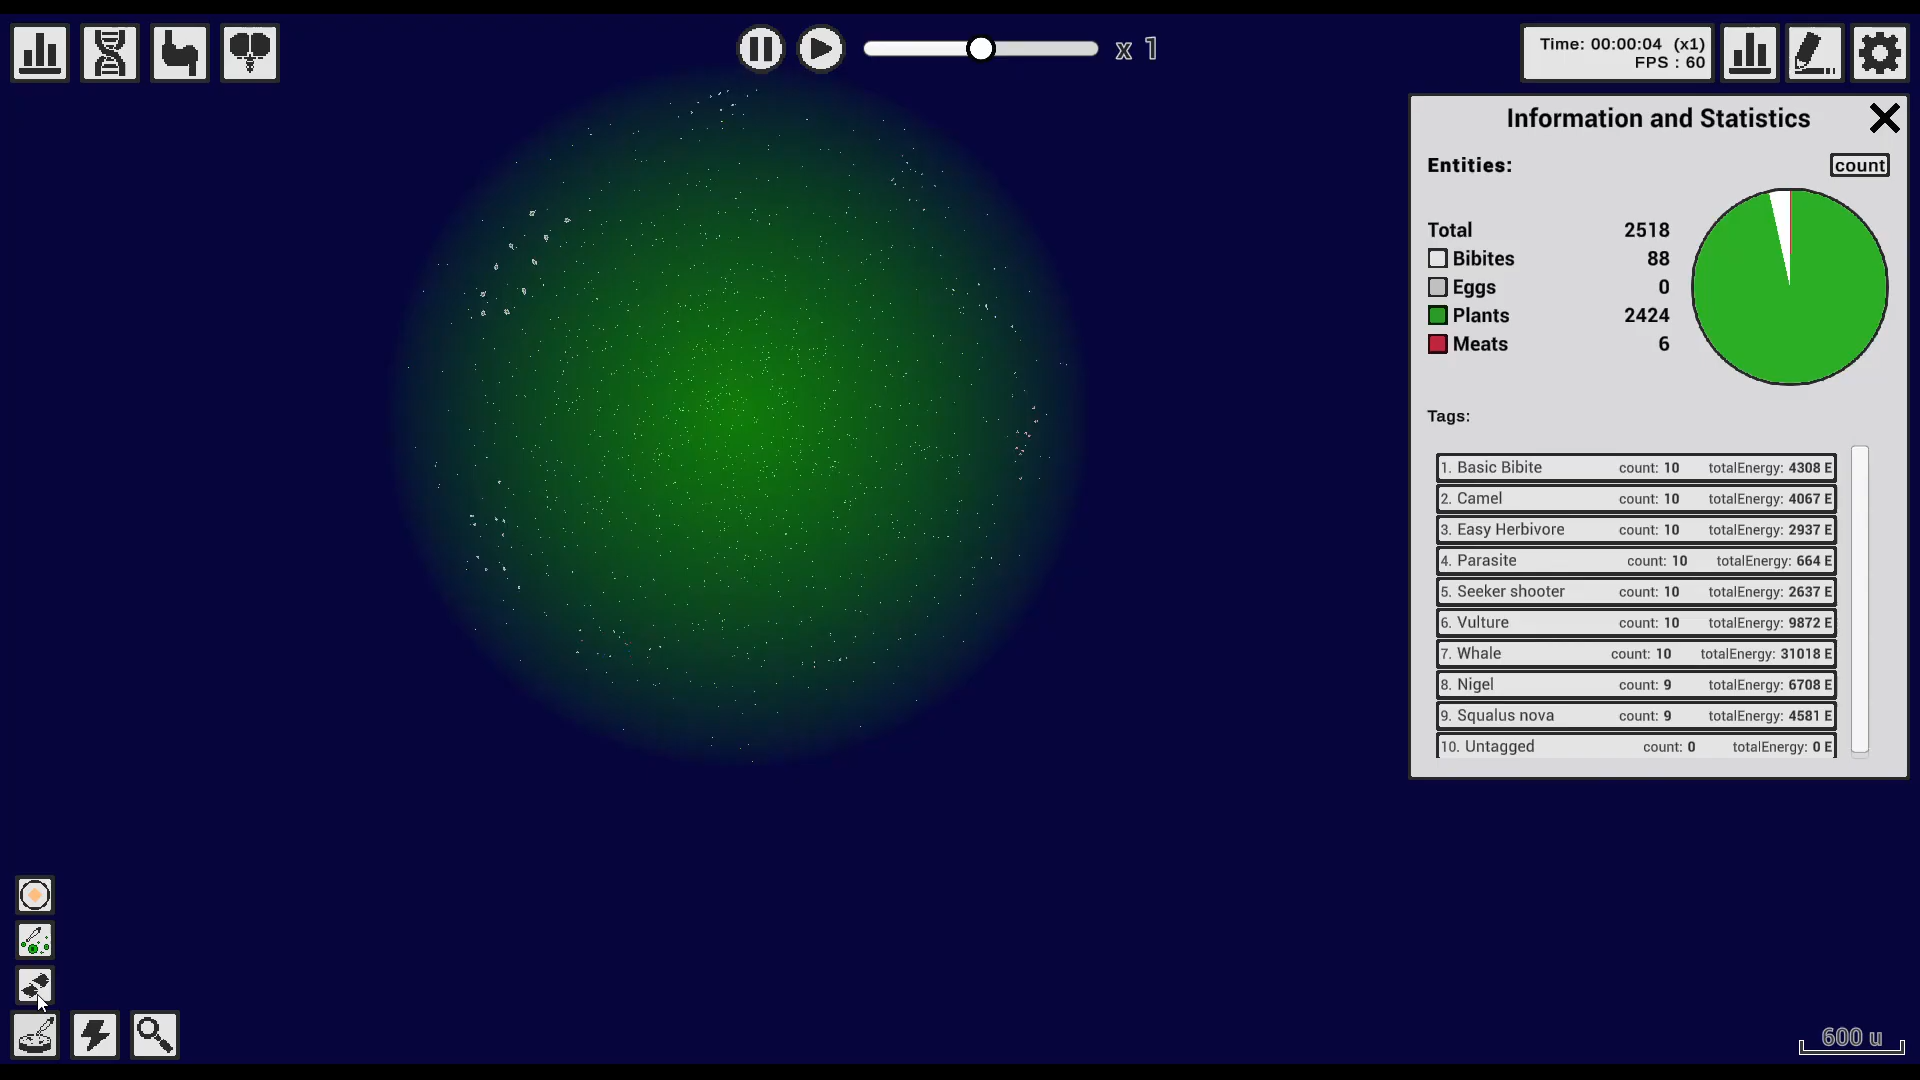 x 1
Time: 00:00:04 (x1)
FPS : 60
Information and Statistics
Entities:
count
Total 2518
Bibites 88
Eggs 0
Plants 2424
Meats 6
Tags:
1. Basic Bibite count: 10 totalEnergy: 4308 E
2. Camel count: 10 totalEnergy: 4067 E
3. Easy Herbivore count: 10 totalEnergy: 2937 E
4. Parasite count: 10 totalEnergy: 664 E
5. Seeker shooter count: 10 totalEnergy: 2637 E
6. Vulture count: 10 totalEnergy: 9872 E
7. Whale count: 10 totalEnergy: 31018 E
8. Nigel count: 9 totalEnergy: 6708 E
9. Squalus nova count: 9 totalEnergy: 4581 E
10. Untagged count: 0 totalEnergy: 0 E
600 u